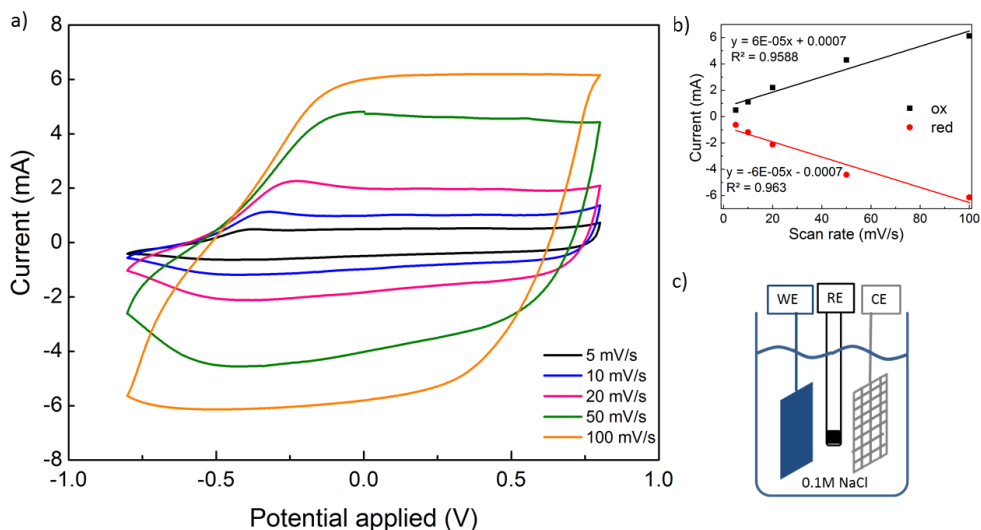 a)
8
6
4
2
0
-2
-4
-6
-8
Current (mA)
-1.0 -0.5 0.0 0.5 1.0
Potential applied (V)
5 mV/s
10 mV/s
20 mV/s
50 mV/s
100 mV/s
b)
6
4
2
0
-2
-4
-6
Current (mA)
y = 6E-05x + 0.0007
R² = 0.9588
ox
red
y = -6E-05x - 0.0007
R² = 0.963
20 40 60 80 100
Scan rate (mV/s)
c)
WE RE CE
0.1M NaCl